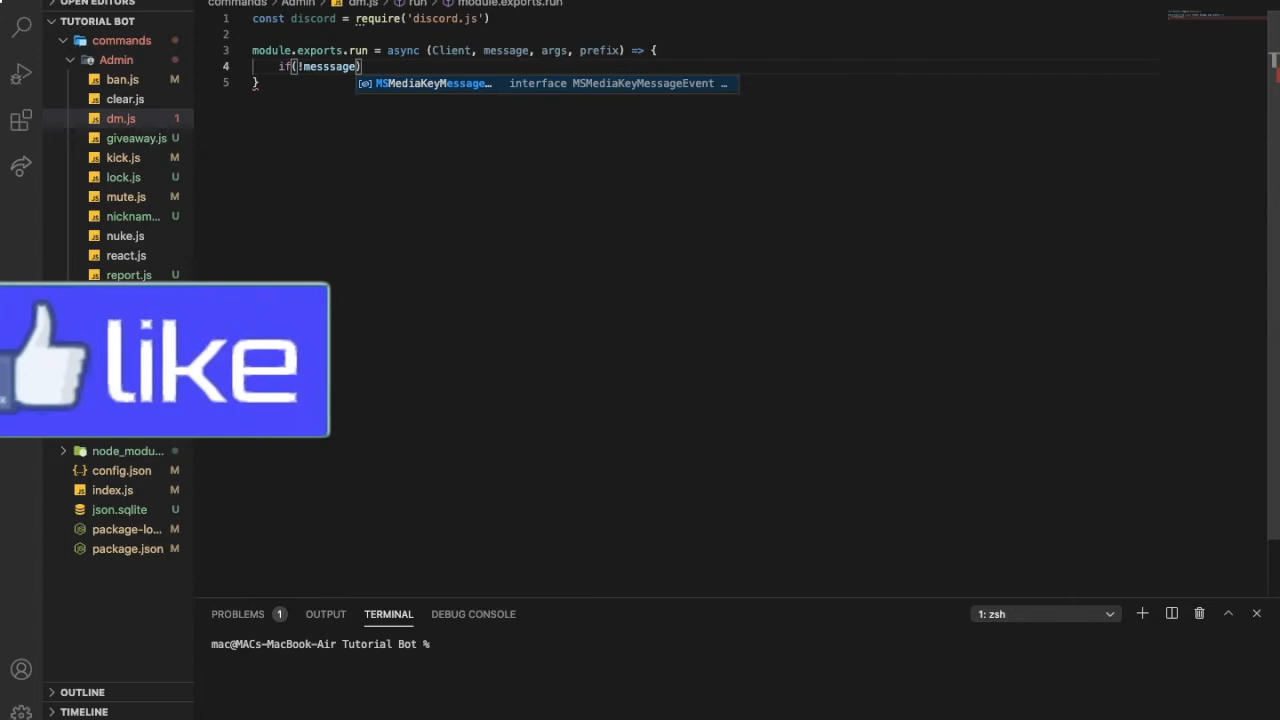 OPEN EDITORS
commands > Admin > dm.js > run > module.exports.run
TUTORIAL BOT
commands
Admin
ban.js M
clear.js
dm.js 1
giveaway.js U
kick.js M
lock.js U
mute.js M
nicknam... U
nuke.js
react.js
report.js U
like
node_modu...
config.json M
index.js M
json.sqlite U
package-lo... M
package.json M
OUTLINE
TIMELINE
1 const discord = require('discord.js')
2
3 module.exports.run = async (Client, message, args, prefix) => {
4 if(!messsage)
5 }
MSMediaKeyMessage… interface MSMediaKeyMessageEvent …
PROBLEMS 1 OUTPUT TERMINAL DEBUG CONSOLE 1: zsh
mac@MACs-MacBook-Air Tutorial Bot %